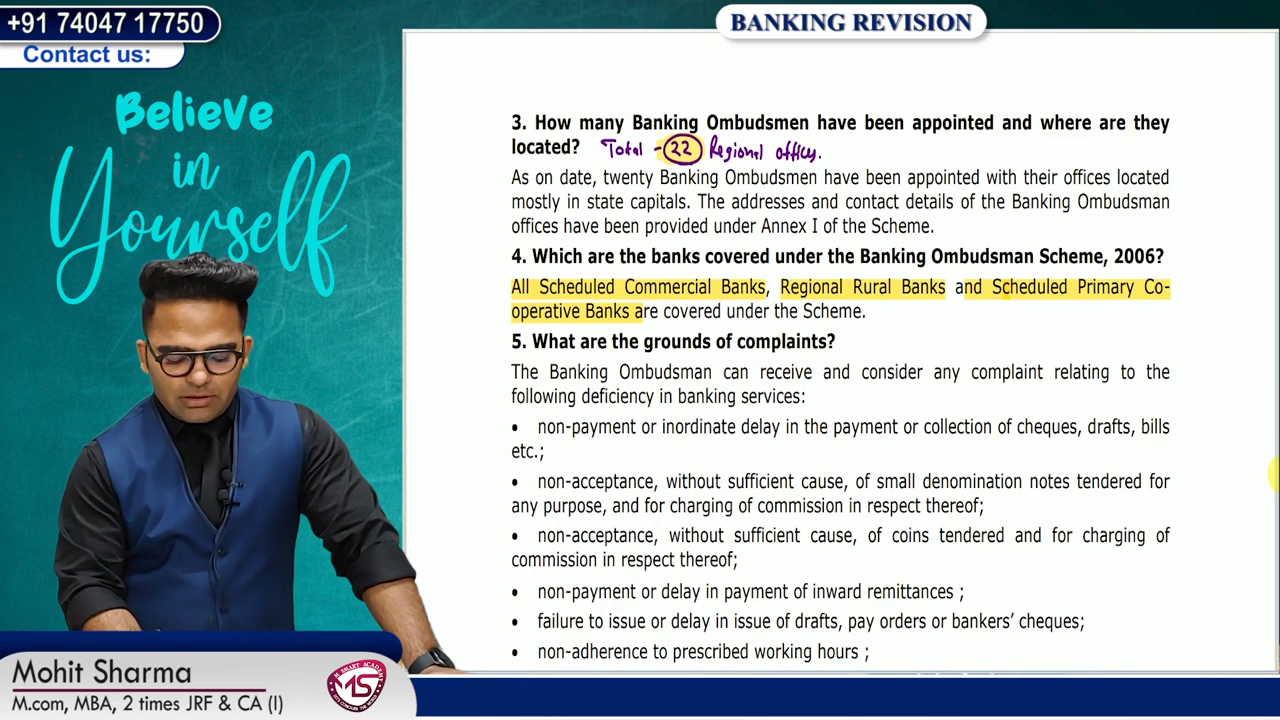 +91 74047 17750
Contact us:
BANKING REVISION
Believe
in
Yourself
3. How many Banking Ombudsmen have been appointed and where are they
located? Total - 22 Regional offices.
As on date, twenty Banking Ombudsmen have been appointed with their offices located
mostly in state capitals. The addresses and contact details of the Banking Ombudsman
offices have been provided under Annex I of the Scheme.
4. Which are the banks covered under the Banking Ombudsman Scheme, 2006?
All Scheduled Commercial Banks, Regional Rural Banks and Scheduled Primary Co-
operative Banks are covered under the Scheme.
5. What are the grounds of complaints?
The Banking Ombudsman can receive and consider any complaint relating to the
following deficiency in banking services:
• non-payment or inordinate delay in the payment or collection of cheques, drafts, bills
etc.;
• non-acceptance, without sufficient cause, of small denomination notes tendered for
any purpose, and for charging of commission in respect thereof;
• non-acceptance, without sufficient cause, of coins tendered and for charging of
commission in respect thereof;
• non-payment or delay in payment of inward remittances ;
• failure to issue or delay in issue of drafts, pay orders or bankers’ cheques;
• non-adherence to prescribed working hours ;
Mohit Sharma
M.com, MBA, 2 times JRF & CA (I)
MS